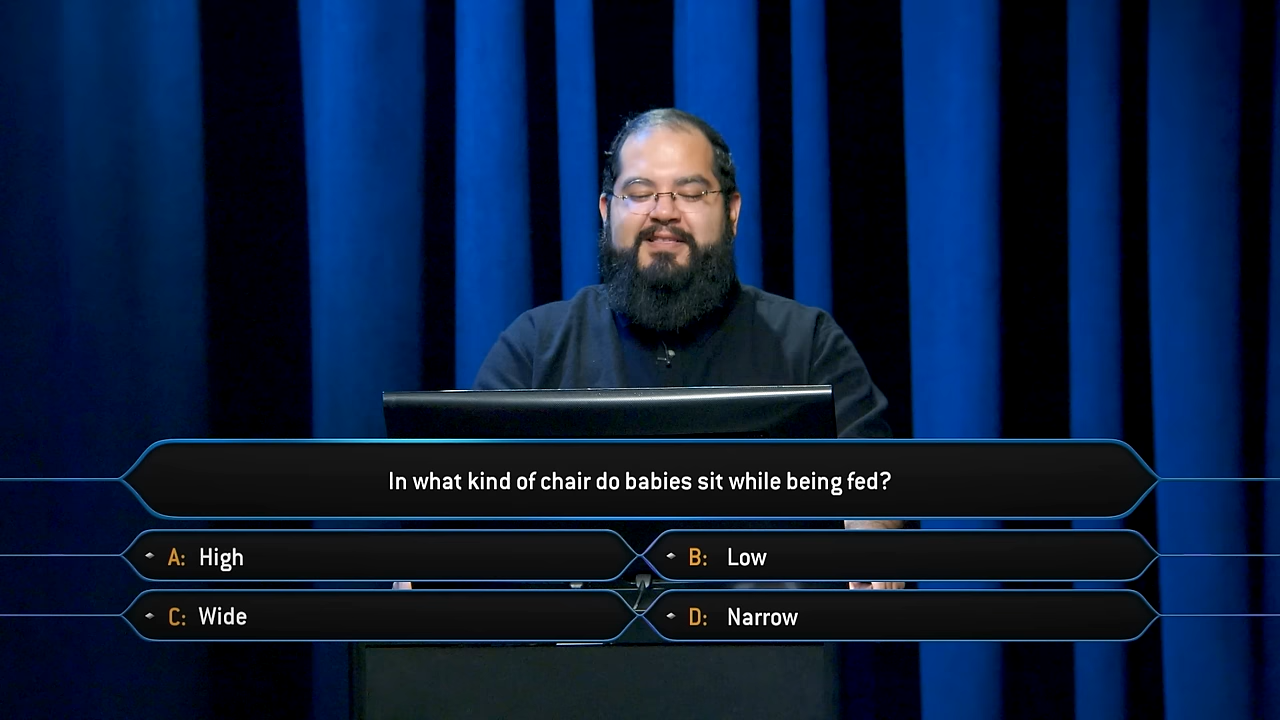 In what kind of chair do babies sit while being fed?
A: High
B: Low
C: Wide
D: Narrow